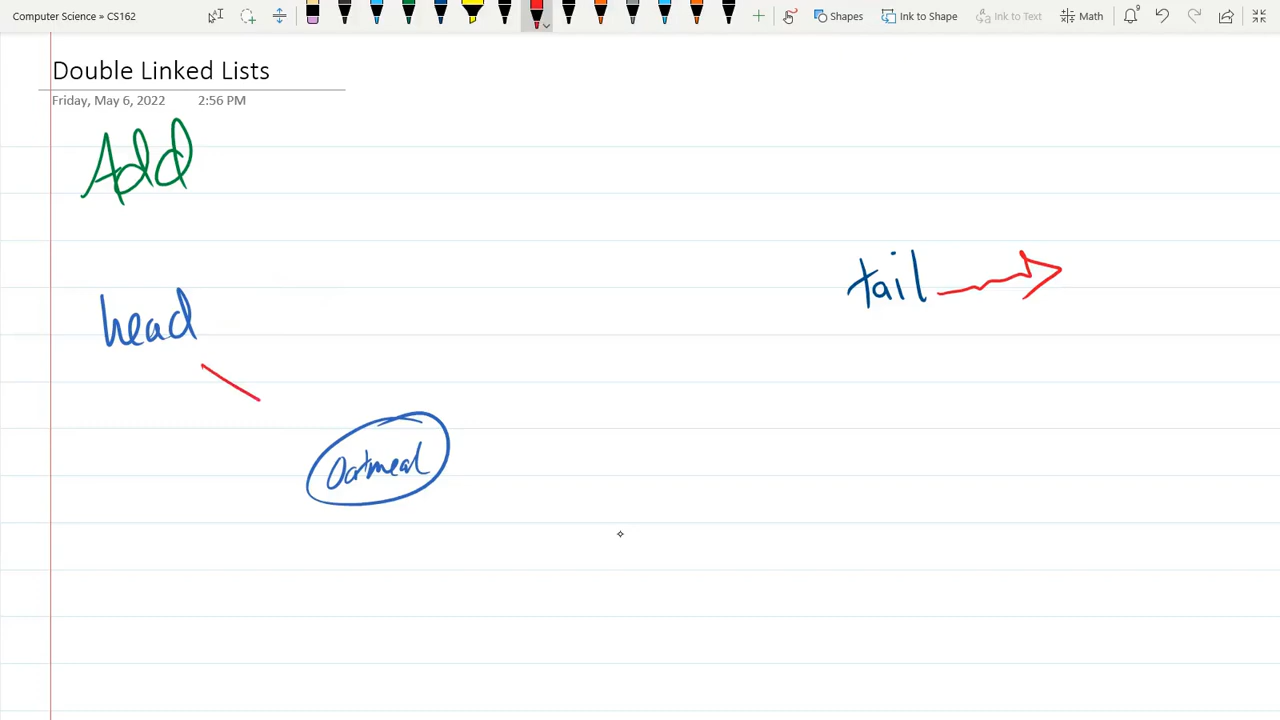 Computer Science » CS162
Shapes
Ink to Shape
Ink to Text
Math
9
Double Linked Lists
Friday, May 6, 2022 2:56 PM
Add
tail
head
Oatmeal